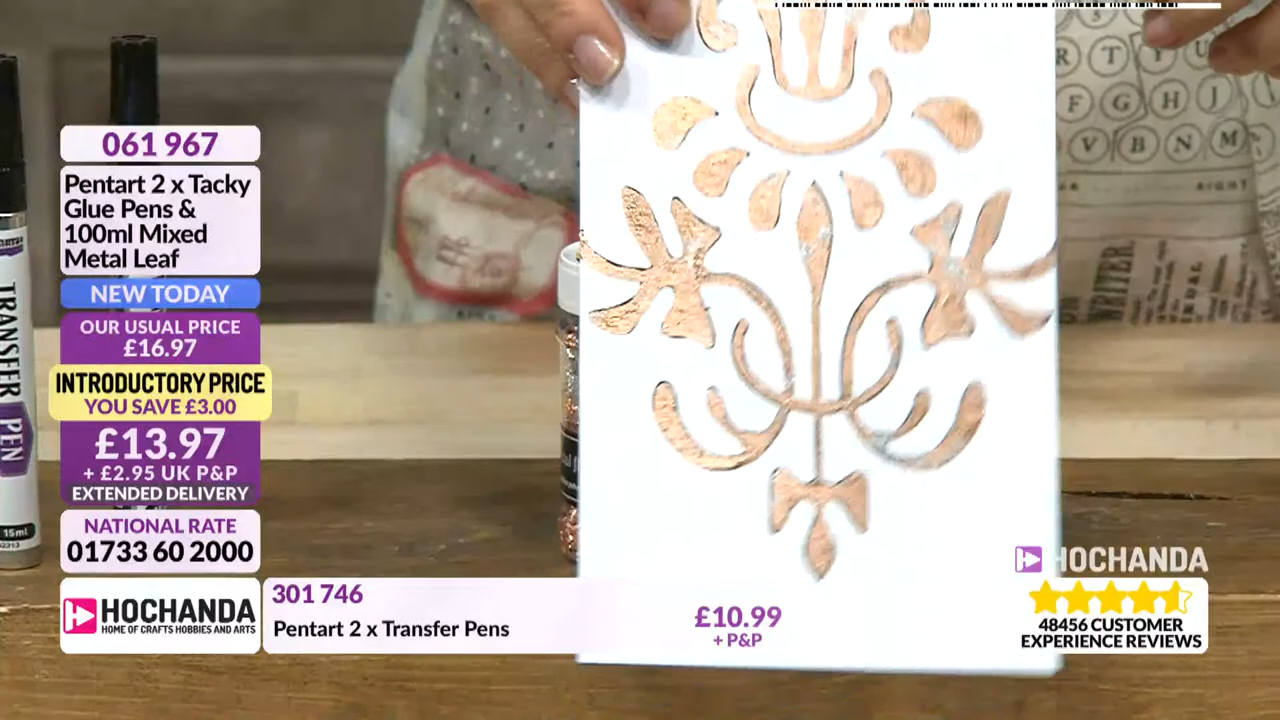 061 967
Pentart 2 x Tacky
Glue Pens &
100ml Mixed
Metal Leaf
NEW TODAY
OUR USUAL PRICE
£16.97
INTRODUCTORY PRICE
YOU SAVE £3.00
£13.97
+ £2.95 UK P&P
EXTENDED DELIVERY
NATIONAL RATE
01733 60 2000
HOCHANDA
HOME OF CRAFTS HOBBIES AND ARTS
301 746
Pentart 2 x Transfer Pens
£10.99
+ P&P
HOCHANDA
48456 CUSTOMER
EXPERIENCE REVIEWS
TRANSFER PEN
15ml
R T Y U
F G H J
V B N M
WRITER